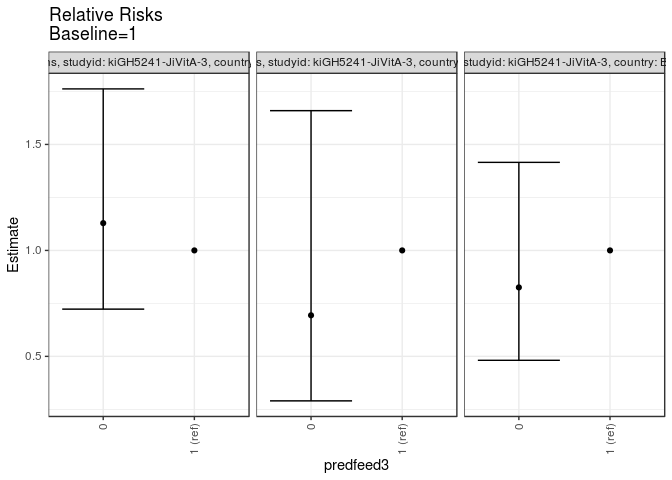 Relative Risks
Baseline=1
studyid: kiGH5241-JiVitA-3, country
s, studyid: kiGH5241-JiVitA-3, country
studyid: kiGH5241-JiVitA-3, country:
Estimate
1.5
1.0
0.5
0
1 (ref)
0
1 (ref)
0
1 (ref)
predfeed3